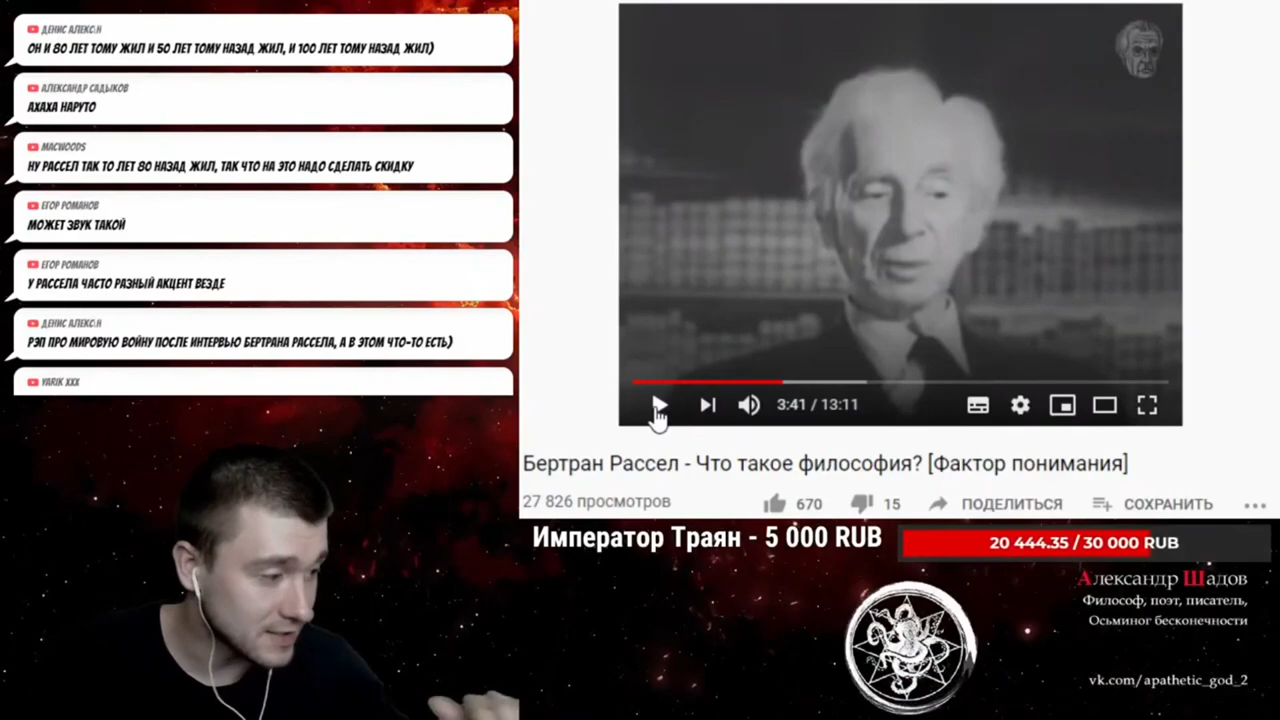 ДЕНИС АЛЕКСАН
ОН И 80 ЛЕТ ТОМУ ЖИЛ И 50 ЛЕТ ТОМУ НАЗАД ЖИЛ, И 100 ЛЕТ ТОМУ НАЗАД ЖИЛ)
АЛЕКСАНДР САДЫКОВ
АХАХА НАРУТО
MACWOODS
НУ РАССЕЛ ТАК ТО ЛЕТ 80 НАЗАД ЖИЛ, ТАК ЧТО НА ЭТО НАДО СДЕЛАТЬ СКИДКУ
ЕГОР РОМАНОВ
МОЖЕТ ЗВУК ТАКОЙ
ЕГОР РОМАНОВ
У РАССЕЛА ЧАСТО РАЗНЫЙ АКЦЕНТ ВЕЗДЕ
ДЕНИС
РЭП ПРО МИРОВУЮ ВОЙНУ ПОСЛЕ ИНТЕРВЬЮ БЕРТРАНА РАССЕЛА, А В ЭТОМ ЧТО-ТО ЕСТЬ)
YARIK XXX
3:41 / 13:11
Бертран Рассел - Что такое философия? [Фактор понимания]
27 826 просмотров
670
15
ПОДЕЛИТЬСЯ
СОХРАНИТЬ
Император Траян - 5 000 RUB
20 444.35 / 30 000 RUB
Александр Шадов
Философ, поэт, писатель,
Осьминог бесконечности
vk.com/apathetic_god_2